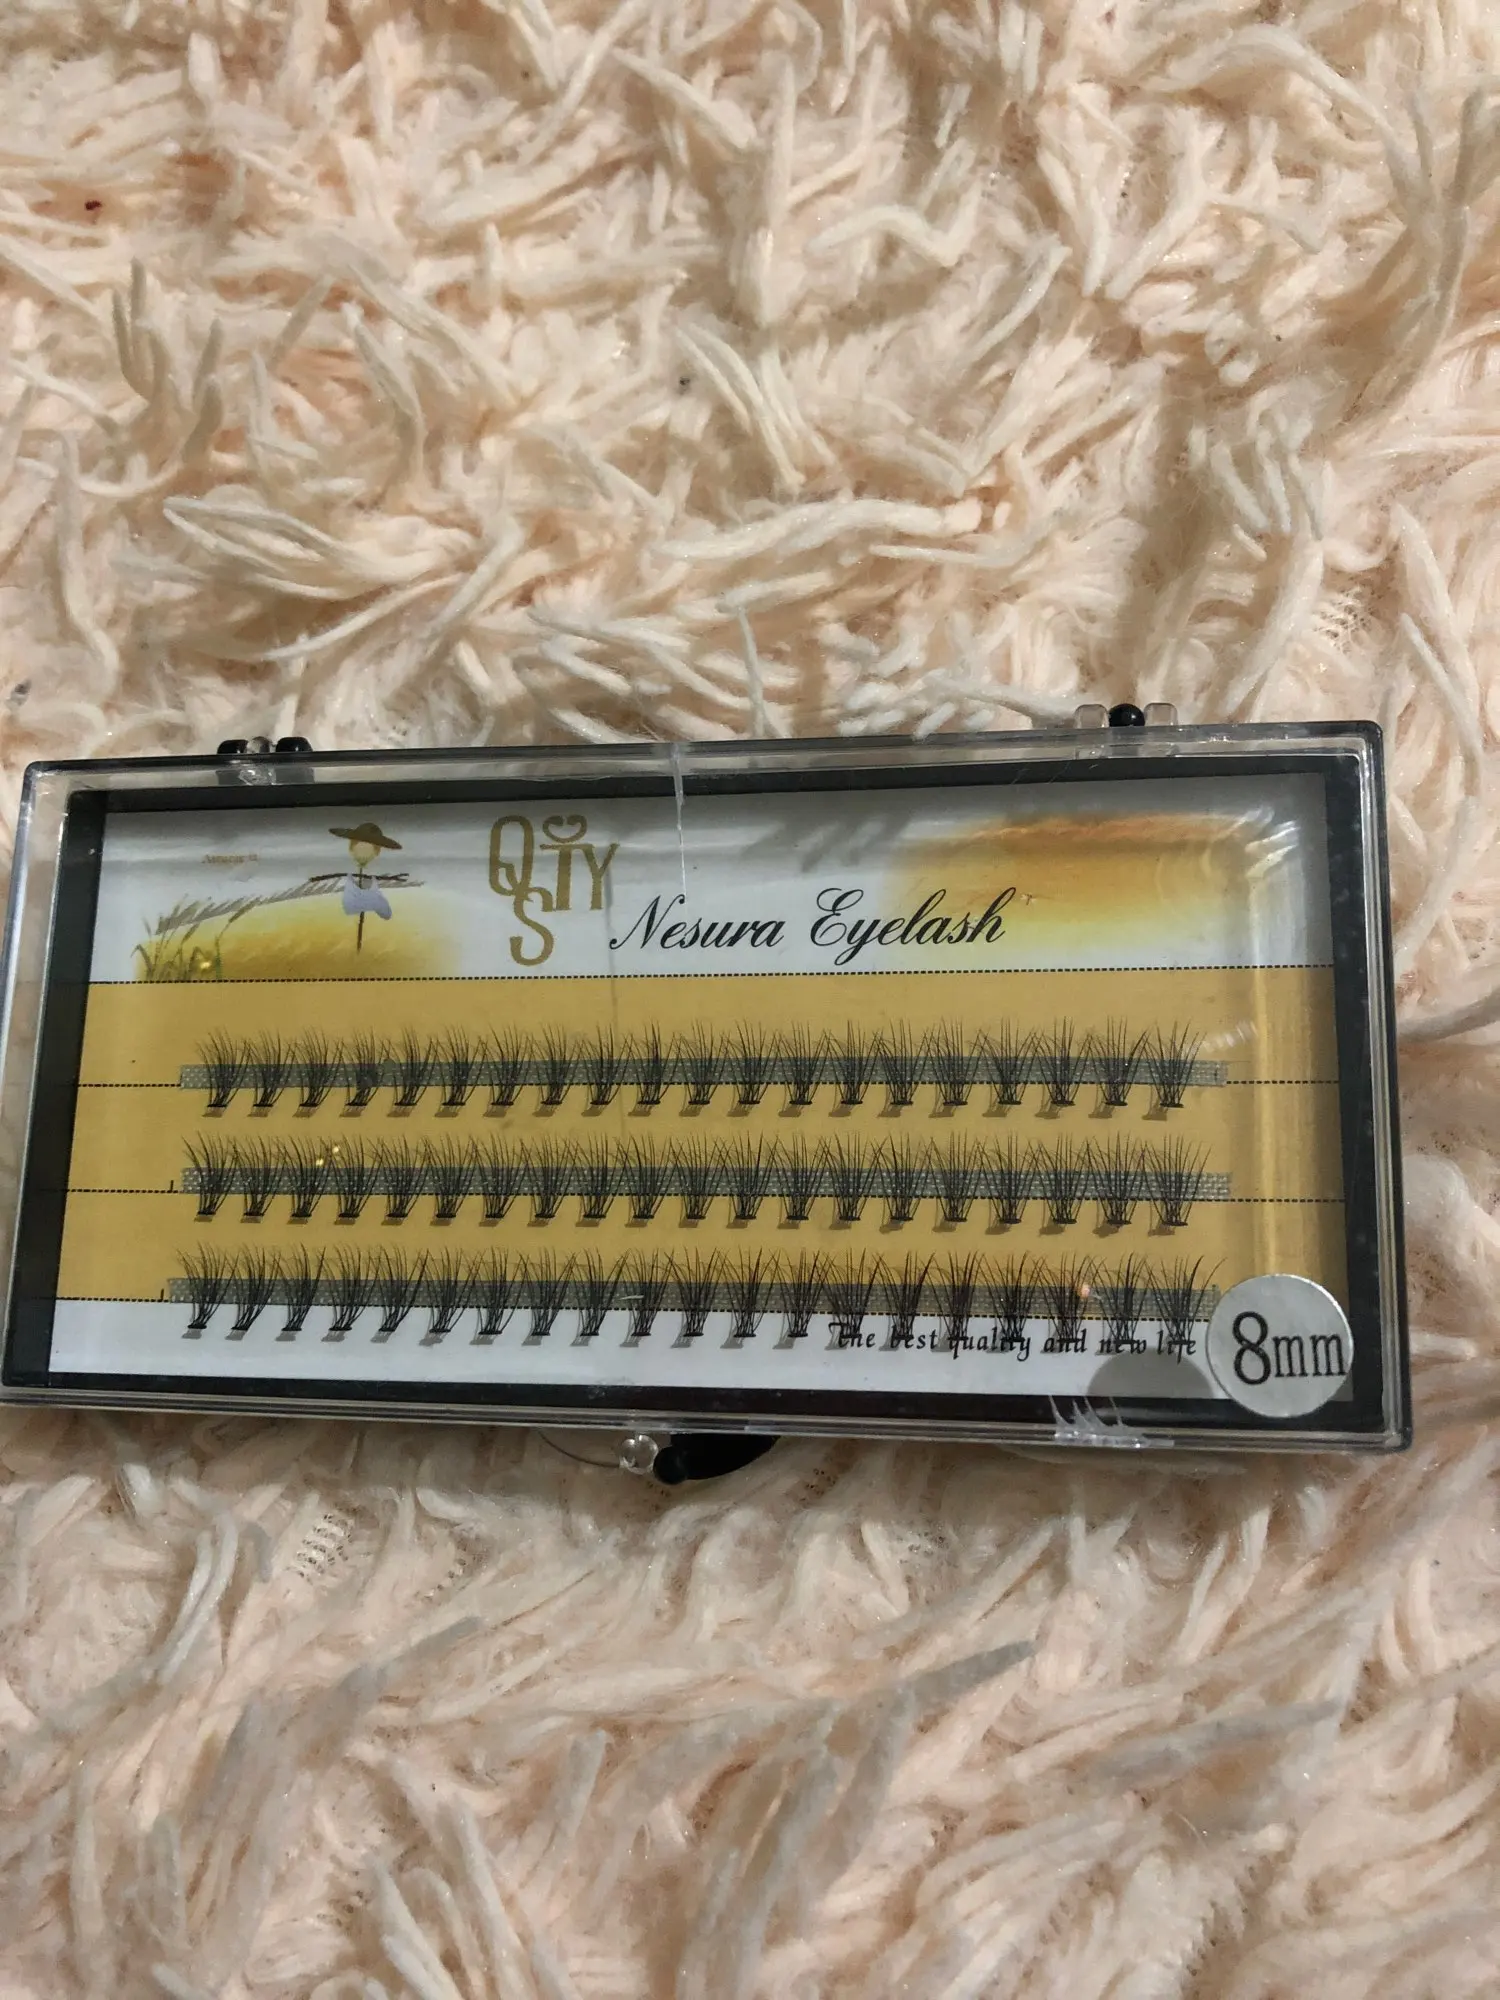 QSTY
Nesura Eyelash
The best quality and new life
8mm